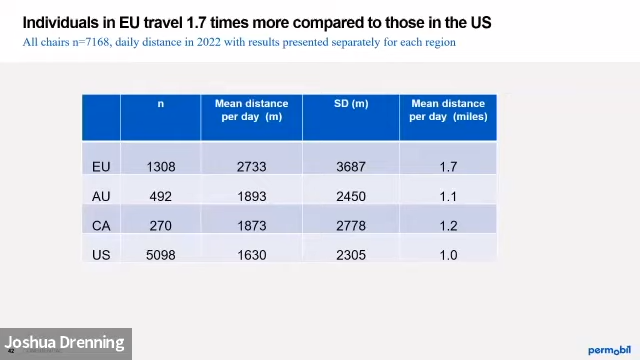 Individuals in EU travel 1.7 times more compared to those in the US
All chairs n=7168, daily distance in 2022 with results presented separately for each region
n Mean distance per day (m) SD (m) Mean distance per day (miles)
EU 1308 2733 3687 1.7
AU 492 1893 2450 1.1
CA 270 1873 2778 1.2
US 5098 1630 2305 1.0
Joshua Drenning
42
permobil